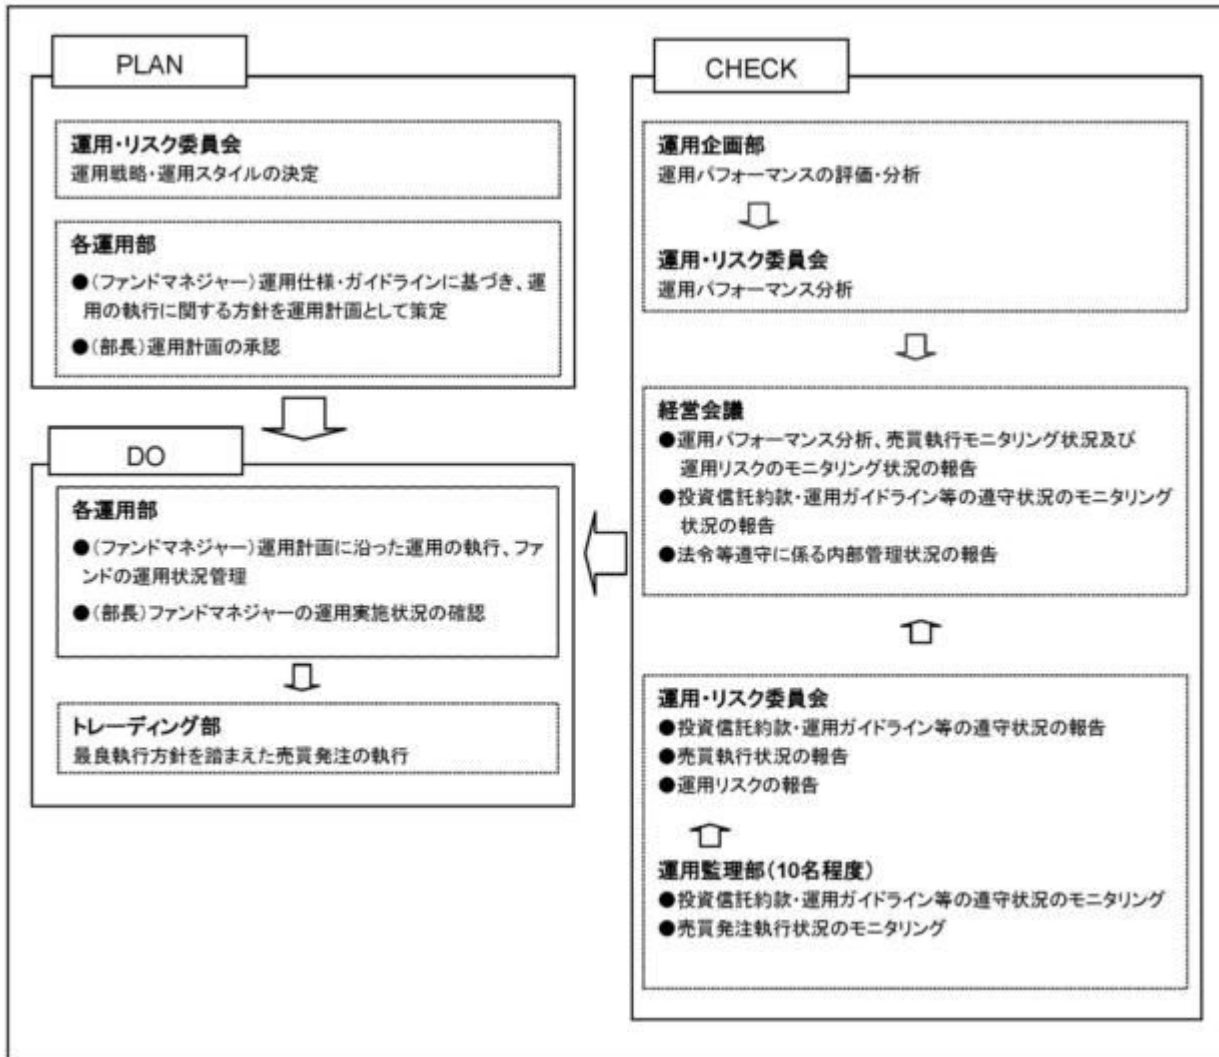 PLAN
運用・リスク委員会
運用戦略・運用スタイルの決定
各運用部
●(ファンドマネジャー)運用仕様・ガイドラインに基づき、運
用の執行に関する方針を運用計画として策定
●(部長)運用計画の承認
DO
各運用部
●(ファンドマネジャー)運用計画に沿った運用の執行、ファ
ンドの運用状況管理
●(部長)ファンドマネジャーの運用実施状況の確認
トレーディング部
最良執行方針を踏まえた売買発注の執行
CHECK
運用企画部
運用パフォーマンスの評価・分析
運用・リスク委員会
運用パフォーマンス分析
経営会議
●運用パフォーマンス分析、売買執行モニタリング状況及び
運用リスクのモニタリング状況の報告
●投資信託約款・運用ガイドライン等の遵守状況のモニタリング
状況の報告
●法令等遵守に係る内部管理状況の報告
運用・リスク委員会
●投資信託約款・運用ガイドライン等の遵守状況の報告
●売買執行状況の報告
●運用リスクの報告
運用監理部(10名程度)
●投資信託約款・運用ガイドライン等の遵守状況のモニタリング
●売買発注執行状況のモニタリング